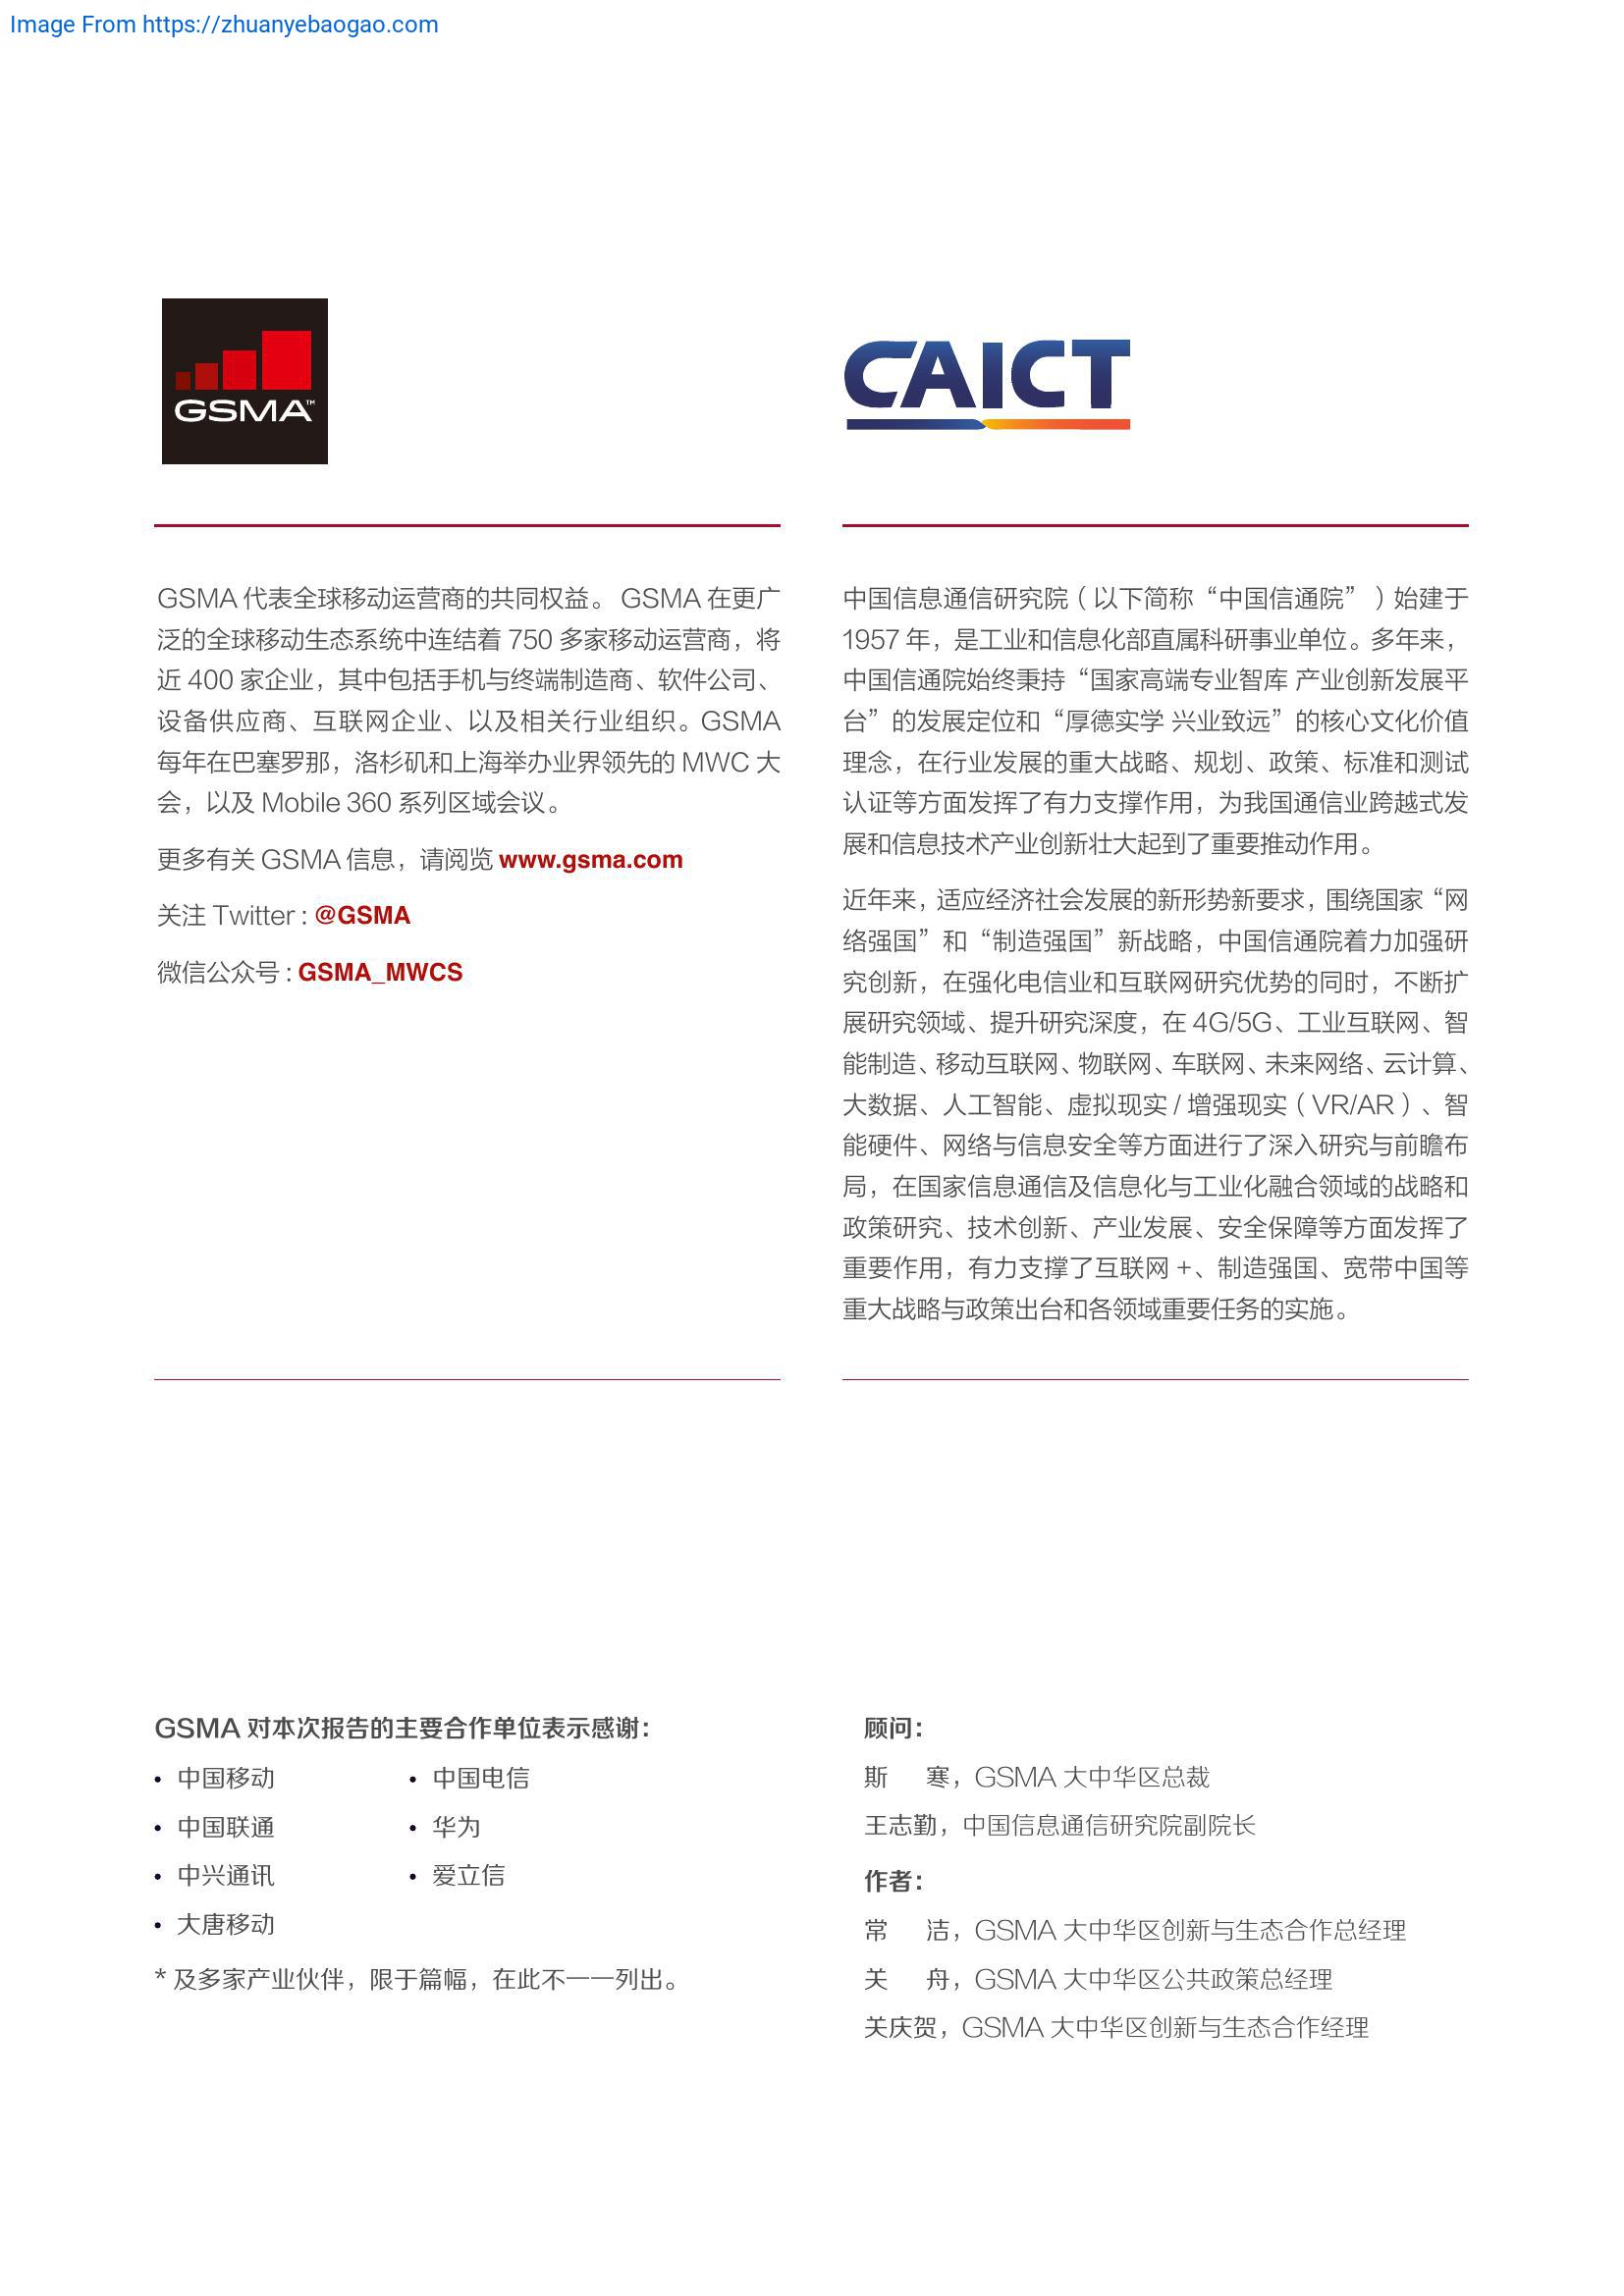 Image From https://zhuanyebaogao.com
GSMA™
GSMA 代表全球移动运营商的共同权益。 GSMA 在更广
泛的全球移动生态系统中连结着 750 多家移动运营商，将
近 400 家企业，其中包括手机与终端制造商、软件公司、
设备供应商、互联网企业、以及相关行业组织。GSMA
每年在巴塞罗那，洛杉矶和上海举办业界领先的 MWC 大
会，以及 Mobile 360 系列区域会议。
更多有关 GSMA 信息，请阅览 www.gsma.com
关注 Twitter : @GSMA
微信公众号 : GSMA_MWCS
CAICT
中国信息通信研究院（以下简称“中国信通院”）始建于
1957 年，是工业和信息化部直属科研事业单位。多年来，
中国信通院始终秉持“国家高端专业智库 产业创新发展平
台”的发展定位和“厚德实学 兴业致远”的核心文化价值
理念，在行业发展的重大战略、规划、政策、标准和测试
认证等方面发挥了有力支撑作用，为我国通信业跨越式发
展和信息技术产业创新壮大起到了重要推动作用。
近年来，适应经济社会发展的新形势新要求，围绕国家“网
络强国”和“制造强国”新战略，中国信通院着力加强研
究创新，在强化电信业和互联网研究优势的同时，不断扩
展研究领域、提升研究深度，在 4G/5G、工业互联网、智
能制造、移动互联网、物联网、车联网、未来网络、云计算、
大数据、人工智能、虚拟现实 / 增强现实（VR/AR）、智
能硬件、网络与信息安全等方面进行了深入研究与前瞻布
局，在国家信息通信及信息化与工业化融合领域的战略和
政策研究、技术创新、产业发展、安全保障等方面发挥了
重要作用，有力支撑了互联网 +、制造强国、宽带中国等
重大战略与政策出台和各领域重要任务的实施。
GSMA 对本次报告的主要合作单位表示感谢：
• 中国移动
• 中国电信
• 中国联通
• 华为
• 中兴通讯
• 爱立信
• 大唐移动
* 及多家产业伙伴，限于篇幅，在此不一一列出。
顾问：
斯 寒，GSMA 大中华区总裁
王志勤，中国信息通信研究院副院长
作者：
常 洁，GSMA 大中华区创新与生态合作总经理
关 舟，GSMA 大中华区公共政策总经理
关庆贺，GSMA 大中华区创新与生态合作经理